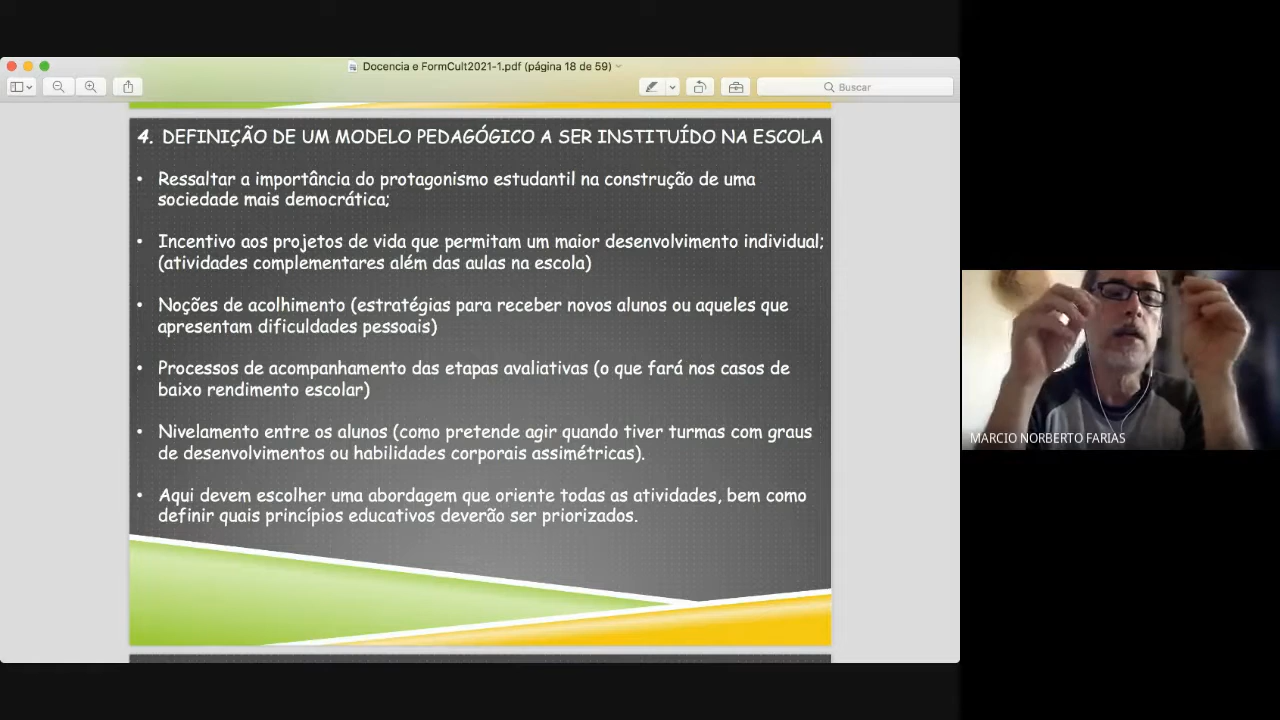 Docencia e FormCult2021-1.pdf (página 18 de 59)
Buscar
4. DEFINIÇÃO DE UM MODELO PEDAGÓGICO A SER INSTITUÍDO NA ESCOLA
• Ressaltar a importância do protagonismo estudantil na construção de uma
sociedade mais democrática;
• Incentivo aos projetos de vida que permitam um maior desenvolvimento individual;
(atividades complementares além das aulas na escola)
• Noções de acolhimento (estratégias para receber novos alunos ou aqueles que
apresentam dificuldades pessoais)
• Processos de acompanhamento das etapas avaliativas (o que fará nos casos de
baixo rendimento escolar)
• Nivelamento entre os alunos (como pretende agir quando tiver turmas com graus
de desenvolvimentos ou habilidades corporais assimétricas).
• Aqui devem escolher uma abordagem que oriente todas as atividades, bem como
definir quais princípios educativos deverão ser priorizados.
MARCIO NORBERTO FARIAS